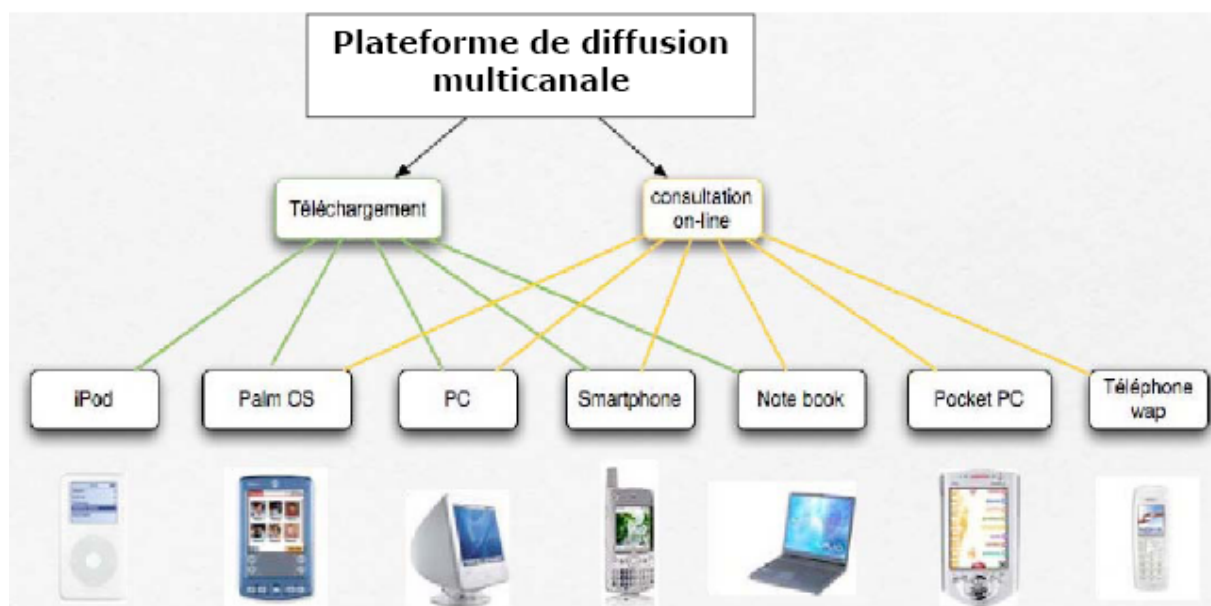 Plateforme de diffusion
multicanale
Téléchargement
consultation
on-line
iPod
Palm OS
PC
Smartphone
Note book
Pocket PC
Téléphone
wap